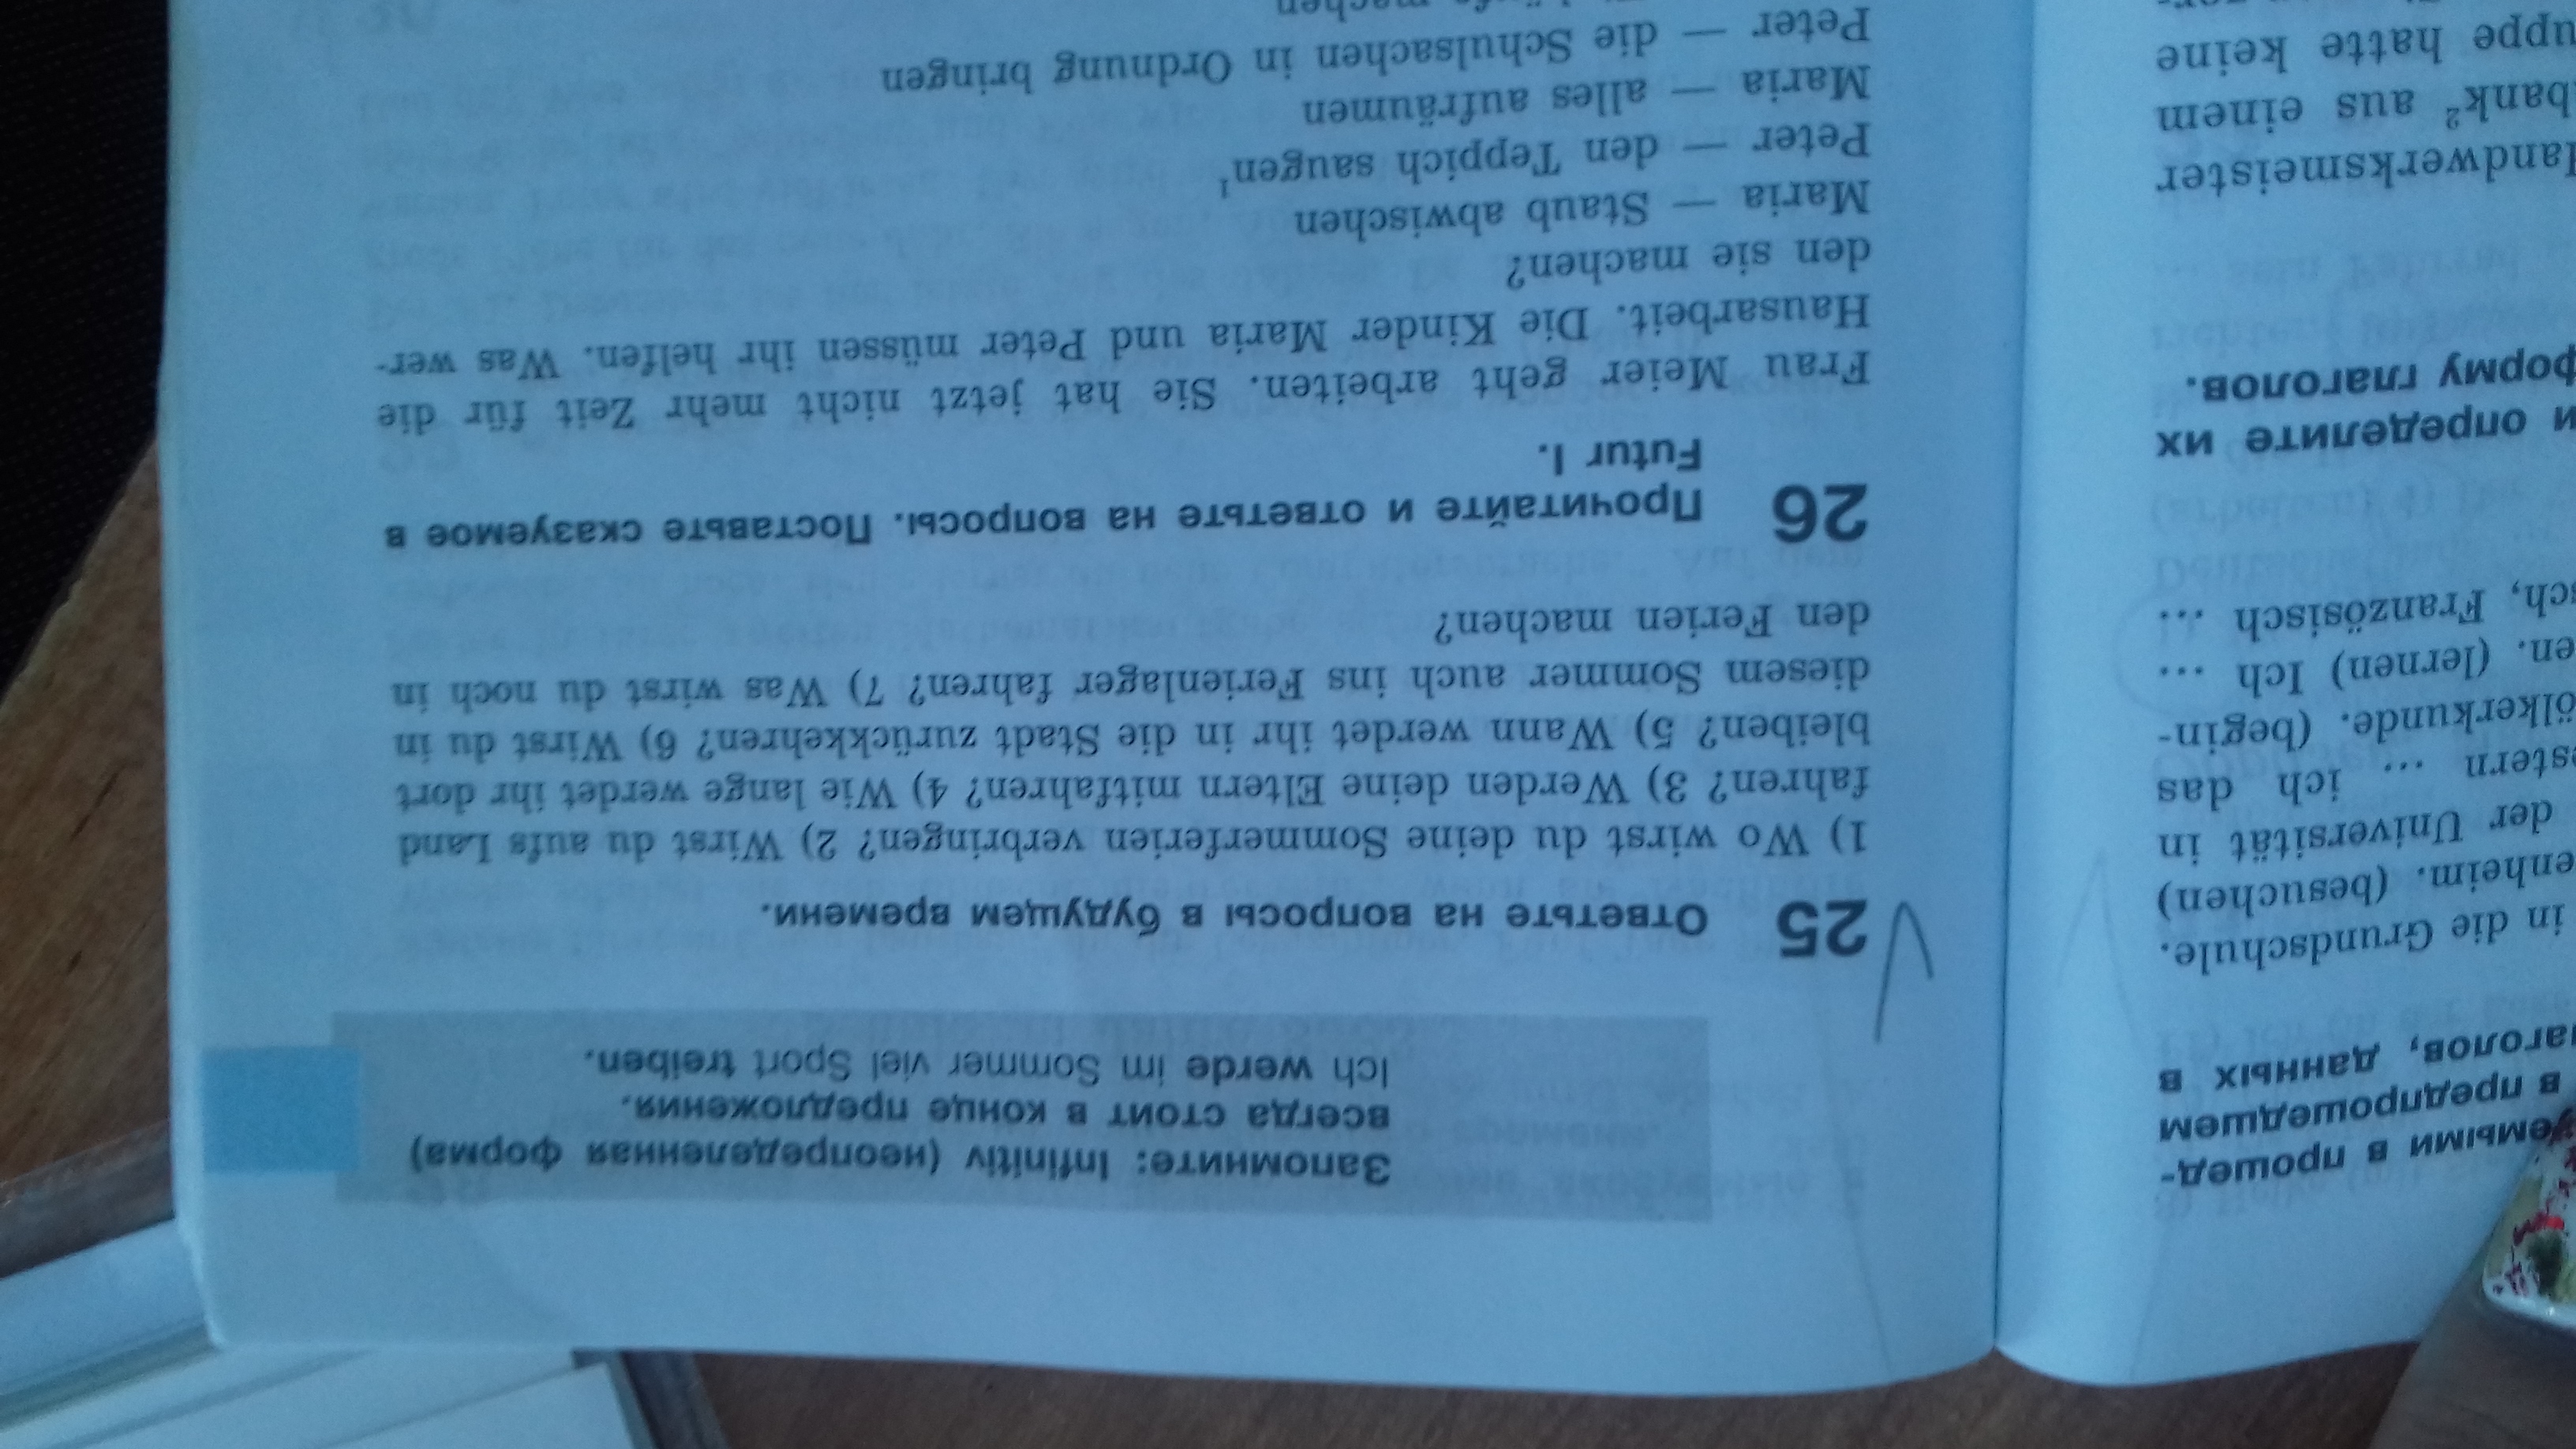 Запомните: Infinitiv (неопределенная форма)
всегда стоит в конце предложения.
Ich werde im Sommer viel Sport treiben.
25 Ответьте на вопросы в будущем времени.
1) Wo wirst du deine Sommerferien verbringen? 2) Wirst du aufs Land
fahren? 3) Werden deine Eltern mitfahren? 4) Wie lange werdet ihr dort
bleiben? 5) Wann werdet ihr in die Stadt zurückkehren? 6) Wirst du in
diesem Sommer auch ins Ferienlager fahren? 7) Was wirst du noch in
den Ferien machen?
26 Прочитайте и ответьте на вопросы. Поставьте сказуемое в
Futur I.
Frau Meier geht arbeiten. Sie hat jetzt nicht mehr Zeit für die
Hausarbeit. Die Kinder Maria und Peter müssen ihr helfen. Was wer-
den sie machen?
Maria — Staub abwischen
Peter — den Teppich saugen¹
Maria — alles aufräumen
Peter — die Schulsachen in Ordnung bringen
machen
в прошед-
в предпрошедшем
данных в
in die Grundschule.
(besuchen)
der Universität in
... ich das
(begin-
(lernen) Ich ...
Französisch ...
и определите их
форму глаголов.
aus einem
hatte keine